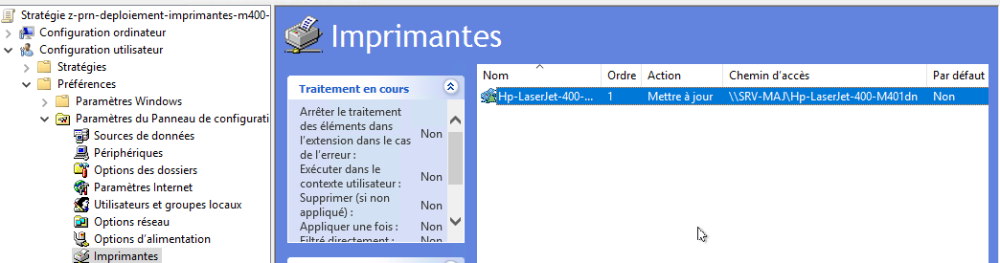 Stratégie z-prn-deploiement-imprimantes-m400-
Configuration ordinateur
Configuration utilisateur
Stratégies
Préférences
Paramètres Windows
Paramètres du Panneau de configurati
Sources de données
Périphériques
Options des dossiers
Paramètres Internet
Utilisateurs et groupes locaux
Options réseau
Options d'alimentation
Imprimantes
Imprimantes
Traitement en cours
Arrêter le traitement
des éléments dans
l'extension dans le cas
de l'erreur : Non
Exécuter dans le
contexte utilisateur : Non
Supprimer (si non
appliqué) : Non
Appliquer une fois : Non
Filtré directement : Non
Nom Ordre Action Chemin d'accès Par défaut
Hp-LaserJet-400-... 1 Mettre à jour \\SRV-MAJ\Hp-LaserJet-400-M401dn Non